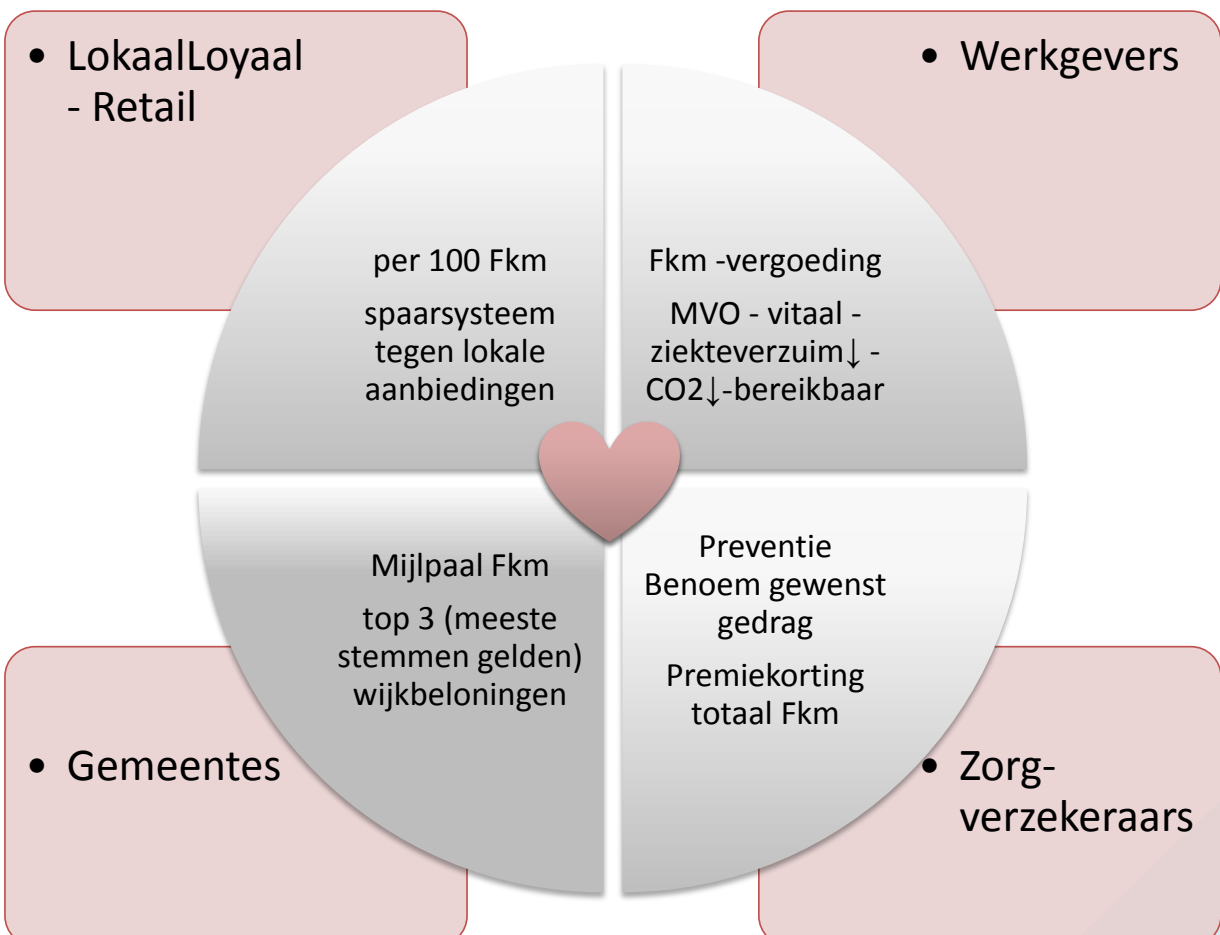 • LokaalLoyaal
- Retail
• Werkgevers
per 100 Fkm
spaarsysteem
tegen lokale
aanbiedingen
Fkm -vergoeding
MVO - vitaal -
ziekteverzuim↓ -
CO2↓-bereikbaar
Mijlpaal Fkm
top 3 (meeste
stemmen gelden)
wijkbeloningen
Preventie
Benoem gewenst
gedrag
Premiekorting
totaal Fkm
• Gemeentes
• Zorg-
verzekeraars